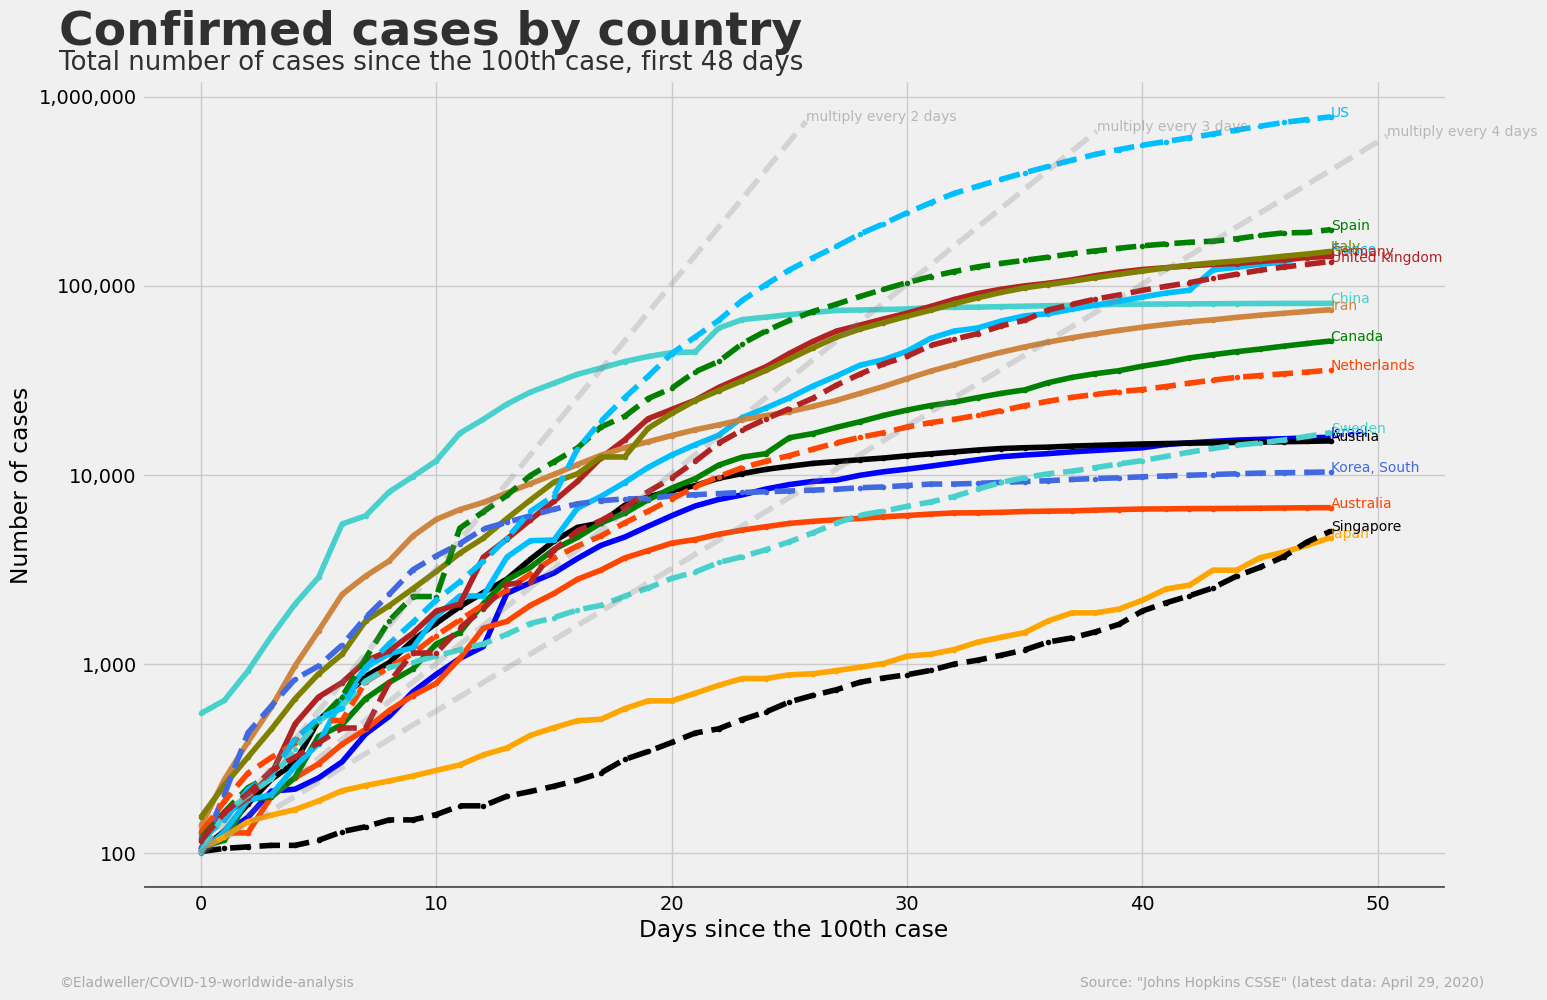 Confirmed cases by country
Total number of cases since the 100th case, first 48 days
1,000,000
100,000
10,000
1,000
100
Number of cases
multiply every 2 days
multiply every 3 days
multiply every 4 days
US
Spain
Italy
Germany
United Kingdom
China
Iran
Canada
Netherlands
Sweden
Austria
Korea, South
Australia
Singapore
Japan
0
10
20
30
40
50
Days since the 100th case
©Eladweller/COVID-19-worldwide-analysis
Source: "Johns Hopkins CSSE" (latest data: April 29, 2020)